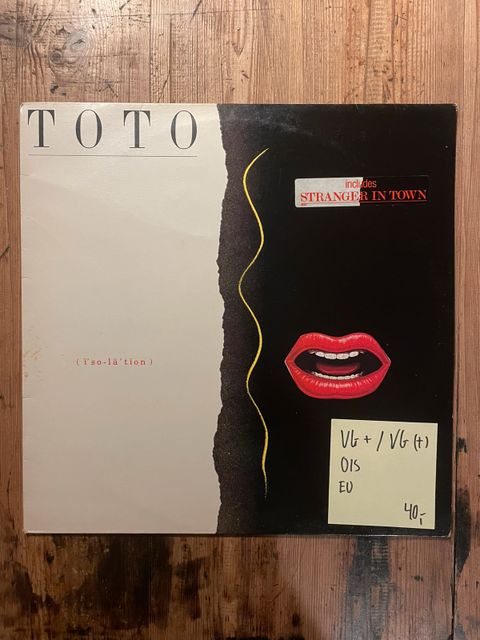 TOTO
includes
STRANGER IN TOWN
( ī'so-lā'tion )
VG + / VG (+)
OIS
EU
40,-